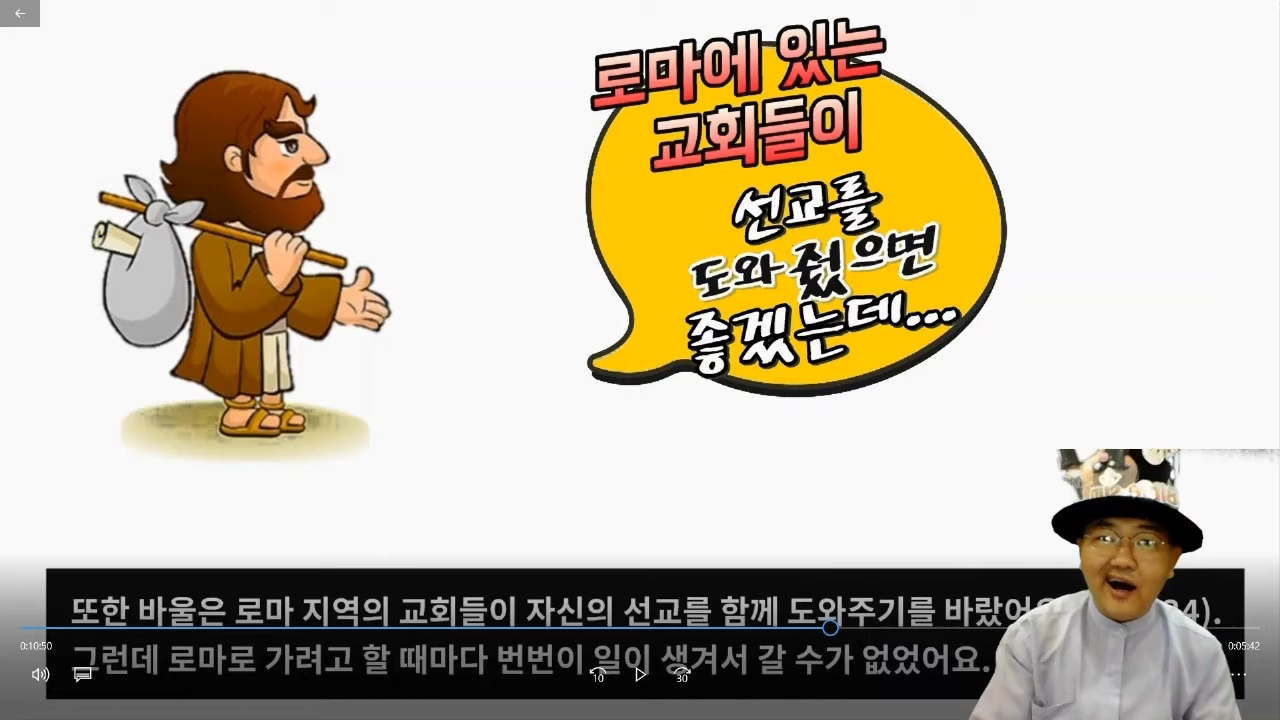 로마에 있는
교회들이
선교를
도와 줬으면
좋겠는데...
또한 바울은 로마 지역의 교회들이 자신의 선교를 함께 도와주기를 바랐어 24).
0:10:50
0:05:42
그런데 로마로 가려고 할 때마다 번번이 일이 생겨서 갈 수가 없었어요.
10
30